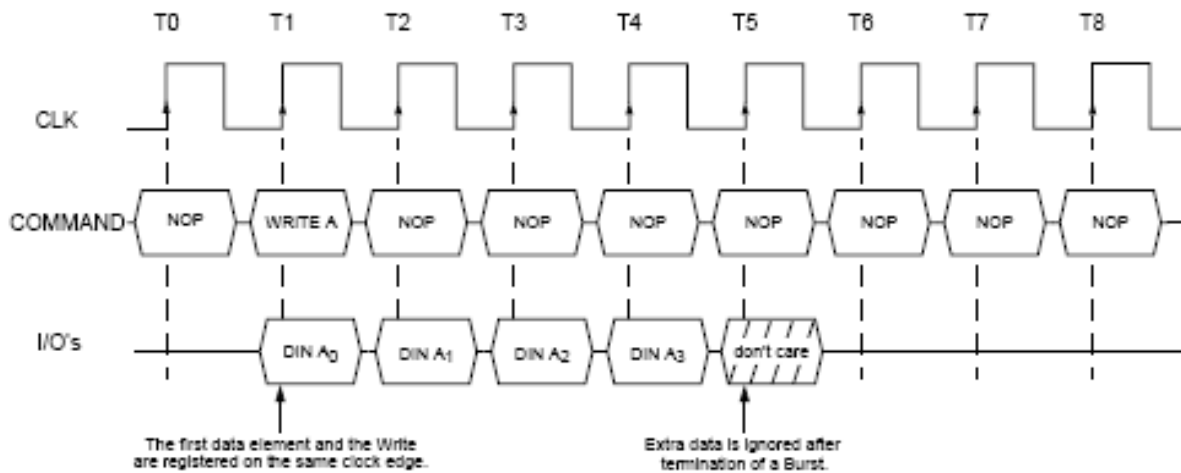 T0 T1 T2 T3 T4 T5 T6 T7 T8
CLK
COMMAND NOP WRITE A NOP NOP NOP NOP NOP NOP NOP
I/O's DIN A0 DIN A1 DIN A2 DIN A3 don't care
The first data element and the Write
are registered on the same clock edge.
Extra data is ignored after
termination of a Burst.